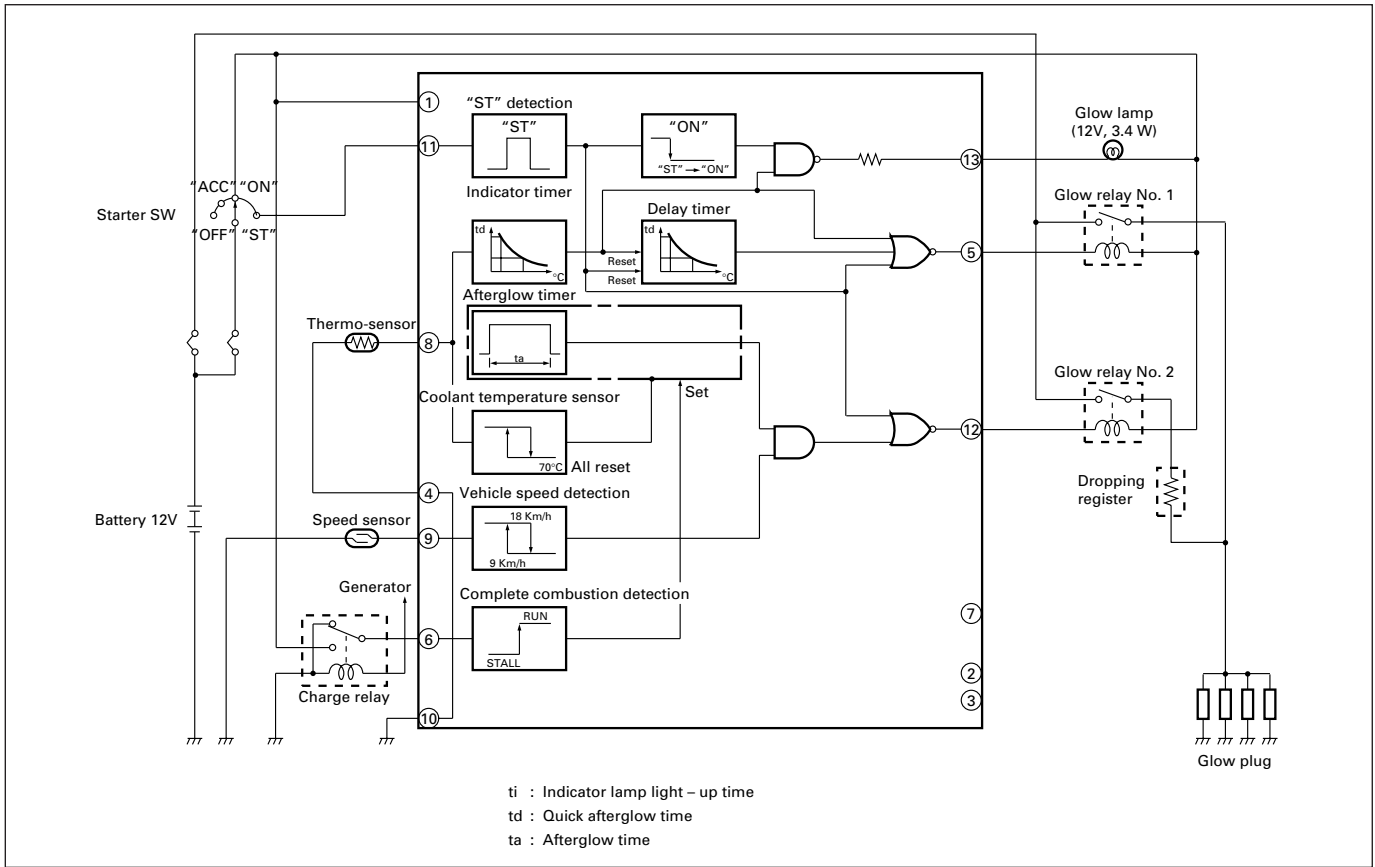 1
"ST" detection
"ST"
"ON"
"ST" → "ON"
11
Indicator timer
Glow lamp
(12V, 3.4 W)
13
"ACC" "ON"
Starter SW
"OFF" "ST"
Glow relay No. 1
Delay timer
td
°C
Reset
Reset
td
°C
5
Afterglow timer
ta
Thermo-sensor
8
Set
Glow relay No. 2
Coolant temperature sensor
70°C
All reset
12
4
Vehicle speed detection
Dropping
register
Battery 12V
Speed sensor
9
18 Km/h
9 Km/h
Generator
Complete combustion detection
RUN
STALL
6
7
Charge relay
2
3
10
Glow plug
ti : Indicator lamp light – up time
td : Quick afterglow time
ta : Afterglow time